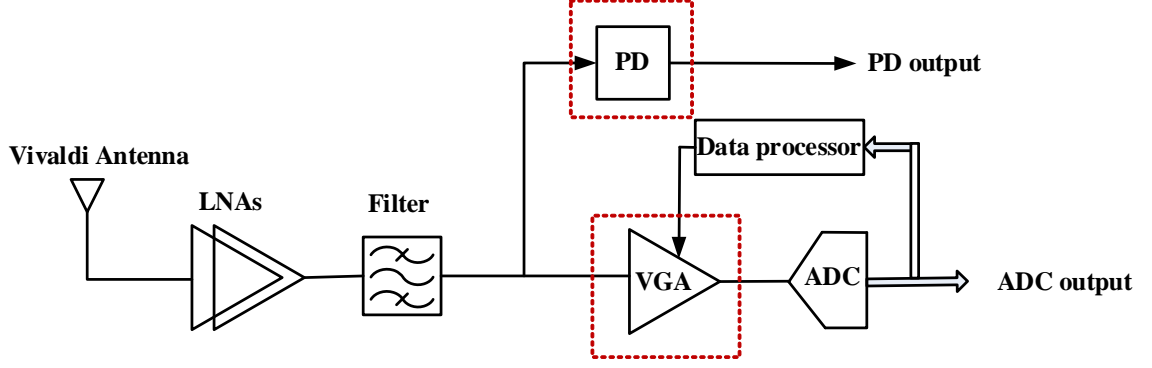 PD
PD output
Data processor
Vivaldi Antenna
LNAs
Filter
VGA
ADC
ADC output